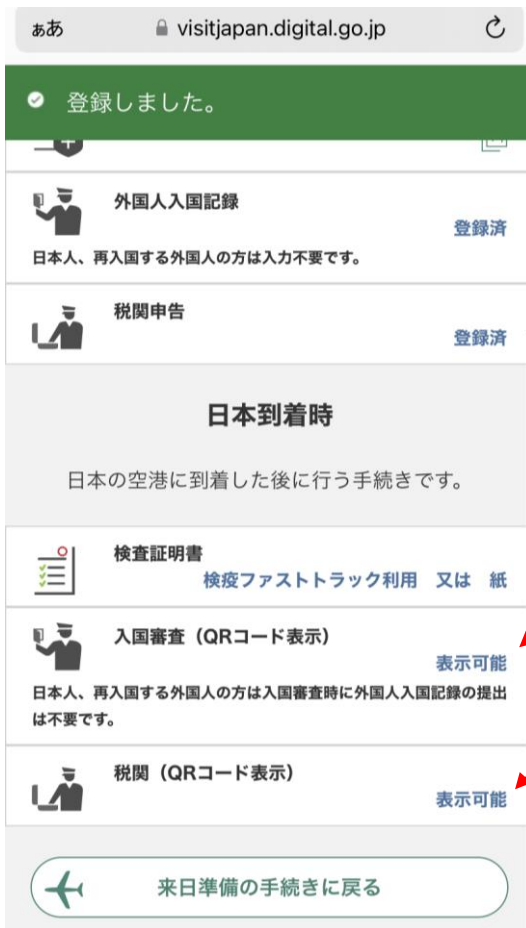 ぁあ visitjapan.digital.go.jp
登録しました。
外国人入国記録
登録済
日本人、再入国する外国人の方は入力不要です。
税関申告
登録済
日本到着時
日本の空港に到着した後に行う手続きです。
検査証明書
検疫ファストトラック利用 又は 紙
入国審査（QRコード表示）
表示可能
日本人、再入国する外国人の方は入国審査時に外国人入国記録の提出
は不要です。
税関（QRコード表示）
表示可能
来日準備の手続きに戻る